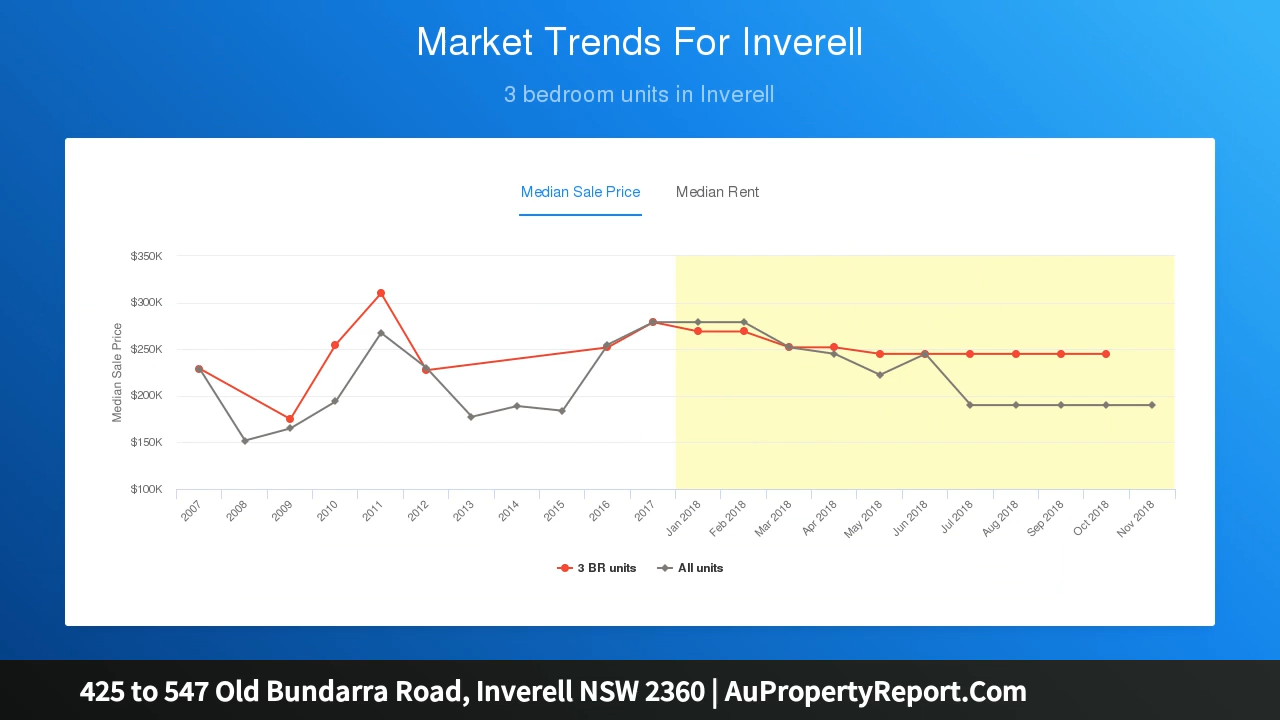 Market Trends For Inverell
3 bedroom units in Inverell
Median Sale Price
Median Rent
$350K
$300K
$250K
$200K
$150K
$100K
Median Sale Price
2007
2008
2009
2010
2011
2012
2013
2014
2015
2016
2017
Jan 2018
Feb 2018
Mar 2018
Apr 2018
May 2018
Jun 2018
Jul 2018
Aug 2018
Sep 2018
Oct 2018
Nov 2018
3 BR units
All units
425 to 547 Old Bundarra Road, Inverell NSW 2360 | AuPropertyReport.Com